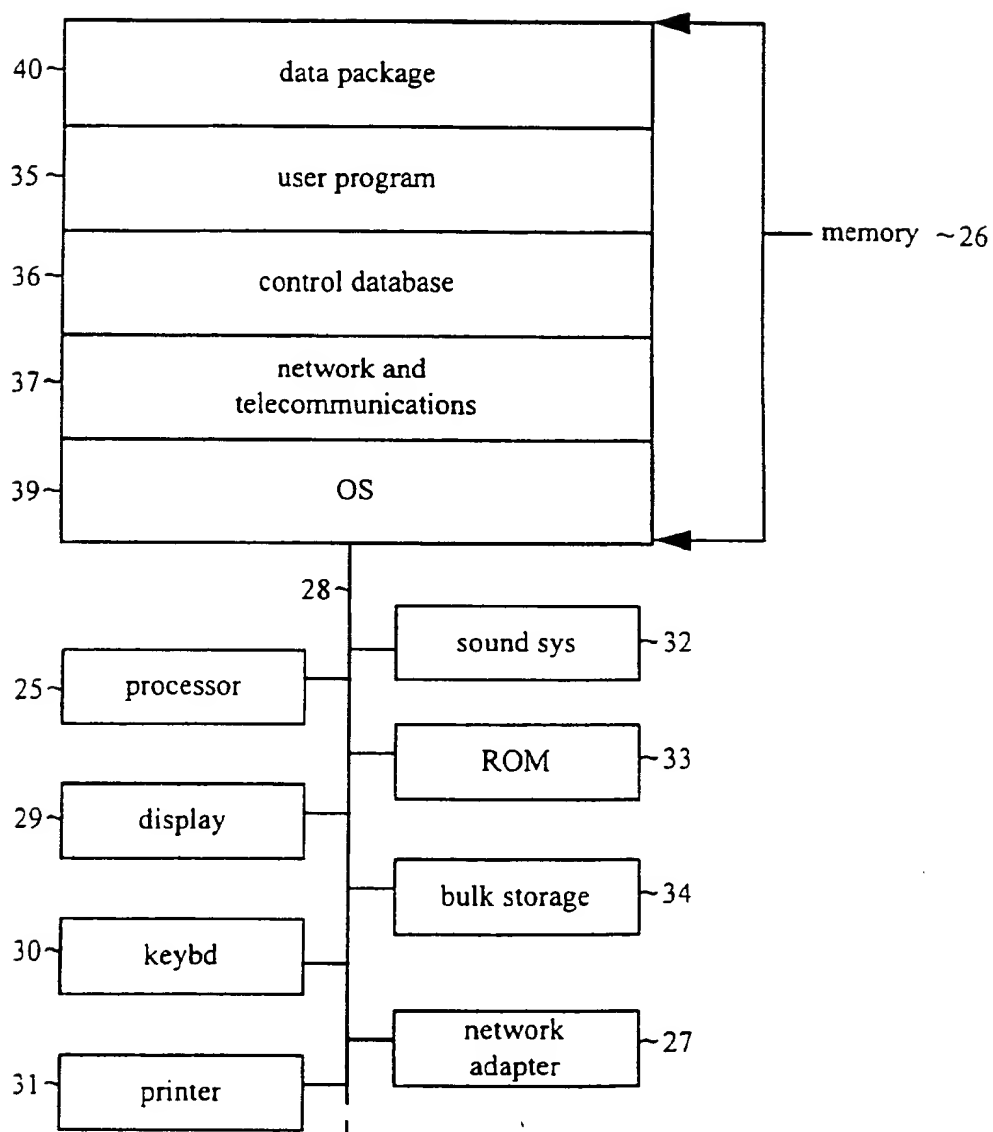 40~ data package
35~ user program
36~ control database
37~ network and
telecommunications
39~ OS
memory ~26
28~
sound sys ~32
25~ processor
ROM ~33
29~ display
bulk storage ~34
30~ keybd
network
adapter ~27
31~ printer